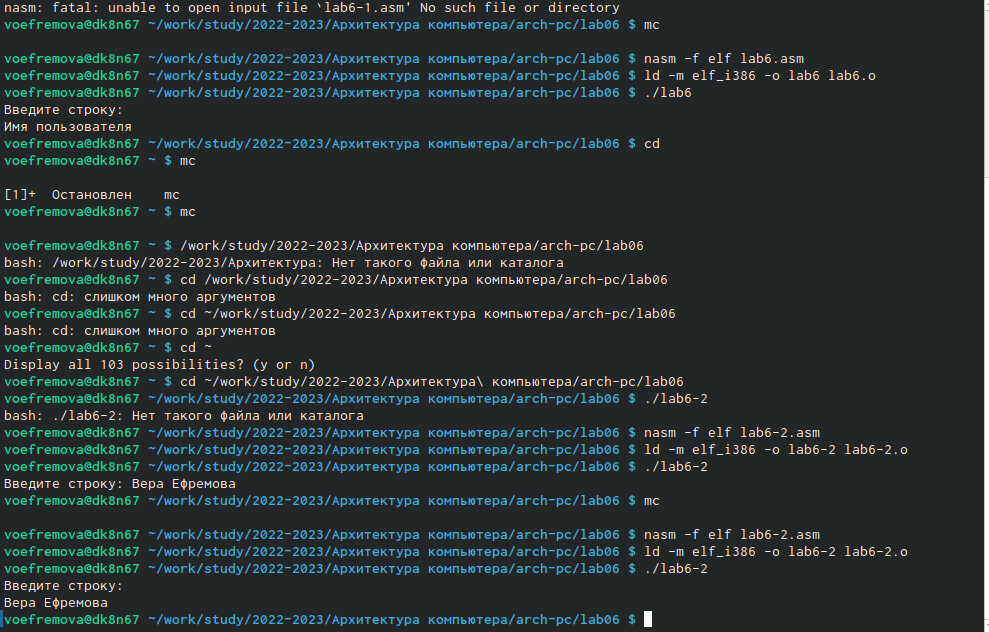 nasm: fatal: unable to open input file `lab6-1.asm' No such file or directory
voefremova@dk8n67 ~/work/study/2022-2023/Архитектура компьютера/arch-pc/lab06 $ mc
voefremova@dk8n67 ~/work/study/2022-2023/Архитектура компьютера/arch-pc/lab06 $ nasm -f elf lab6.asm
voefremova@dk8n67 ~/work/study/2022-2023/Архитектура компьютера/arch-pc/lab06 $ ld -m elf_i386 -o lab6 lab6.o
voefremova@dk8n67 ~/work/study/2022-2023/Архитектура компьютера/arch-pc/lab06 $ ./lab6
Введите строку:
Имя пользователя
voefremova@dk8n67 ~/work/study/2022-2023/Архитектура компьютера/arch-pc/lab06 $ cd
voefremova@dk8n67 ~ $ mc
[1]+  Остановлен    mc
voefremova@dk8n67 ~ $ mc
voefremova@dk8n67 ~ $ /work/study/2022-2023/Архитектура компьютера/arch-pc/lab06
bash: /work/study/2022-2023/Архитектура: Нет такого файла или каталога
voefremova@dk8n67 ~ $ cd /work/study/2022-2023/Архитектура компьютера/arch-pc/lab06
bash: cd: слишком много аргументов
voefremova@dk8n67 ~ $ cd ~/work/study/2022-2023/Архитектура компьютера/arch-pc/lab06
bash: cd: слишком много аргументов
voefremova@dk8n67 ~ $ cd ~
Display all 103 possibilities? (y or n)
voefremova@dk8n67 ~ $ cd ~/work/study/2022-2023/Архитектура\ компьютера/arch-pc/lab06
voefremova@dk8n67 ~/work/study/2022-2023/Архитектура компьютера/arch-pc/lab06 $ ./lab6-2
bash: ./lab6-2: Нет такого файла или каталога
voefremova@dk8n67 ~/work/study/2022-2023/Архитектура компьютера/arch-pc/lab06 $ nasm -f elf lab6-2.asm
voefremova@dk8n67 ~/work/study/2022-2023/Архитектура компьютера/arch-pc/lab06 $ ld -m elf_i386 -o lab6-2 lab6-2.o
voefremova@dk8n67 ~/work/study/2022-2023/Архитектура компьютера/arch-pc/lab06 $ ./lab6-2
Введите строку: Вера Ефремова
voefremova@dk8n67 ~/work/study/2022-2023/Архитектура компьютера/arch-pc/lab06 $ mc
voefremova@dk8n67 ~/work/study/2022-2023/Архитектура компьютера/arch-pc/lab06 $ nasm -f elf lab6-2.asm
voefremova@dk8n67 ~/work/study/2022-2023/Архитектура компьютера/arch-pc/lab06 $ ld -m elf_i386 -o lab6-2 lab6-2.o
voefremova@dk8n67 ~/work/study/2022-2023/Архитектура компьютера/arch-pc/lab06 $ ./lab6-2
Введите строку:
Вера Ефремова
voefremova@dk8n67 ~/work/study/2022-2023/Архитектура компьютера/arch-pc/lab06 $